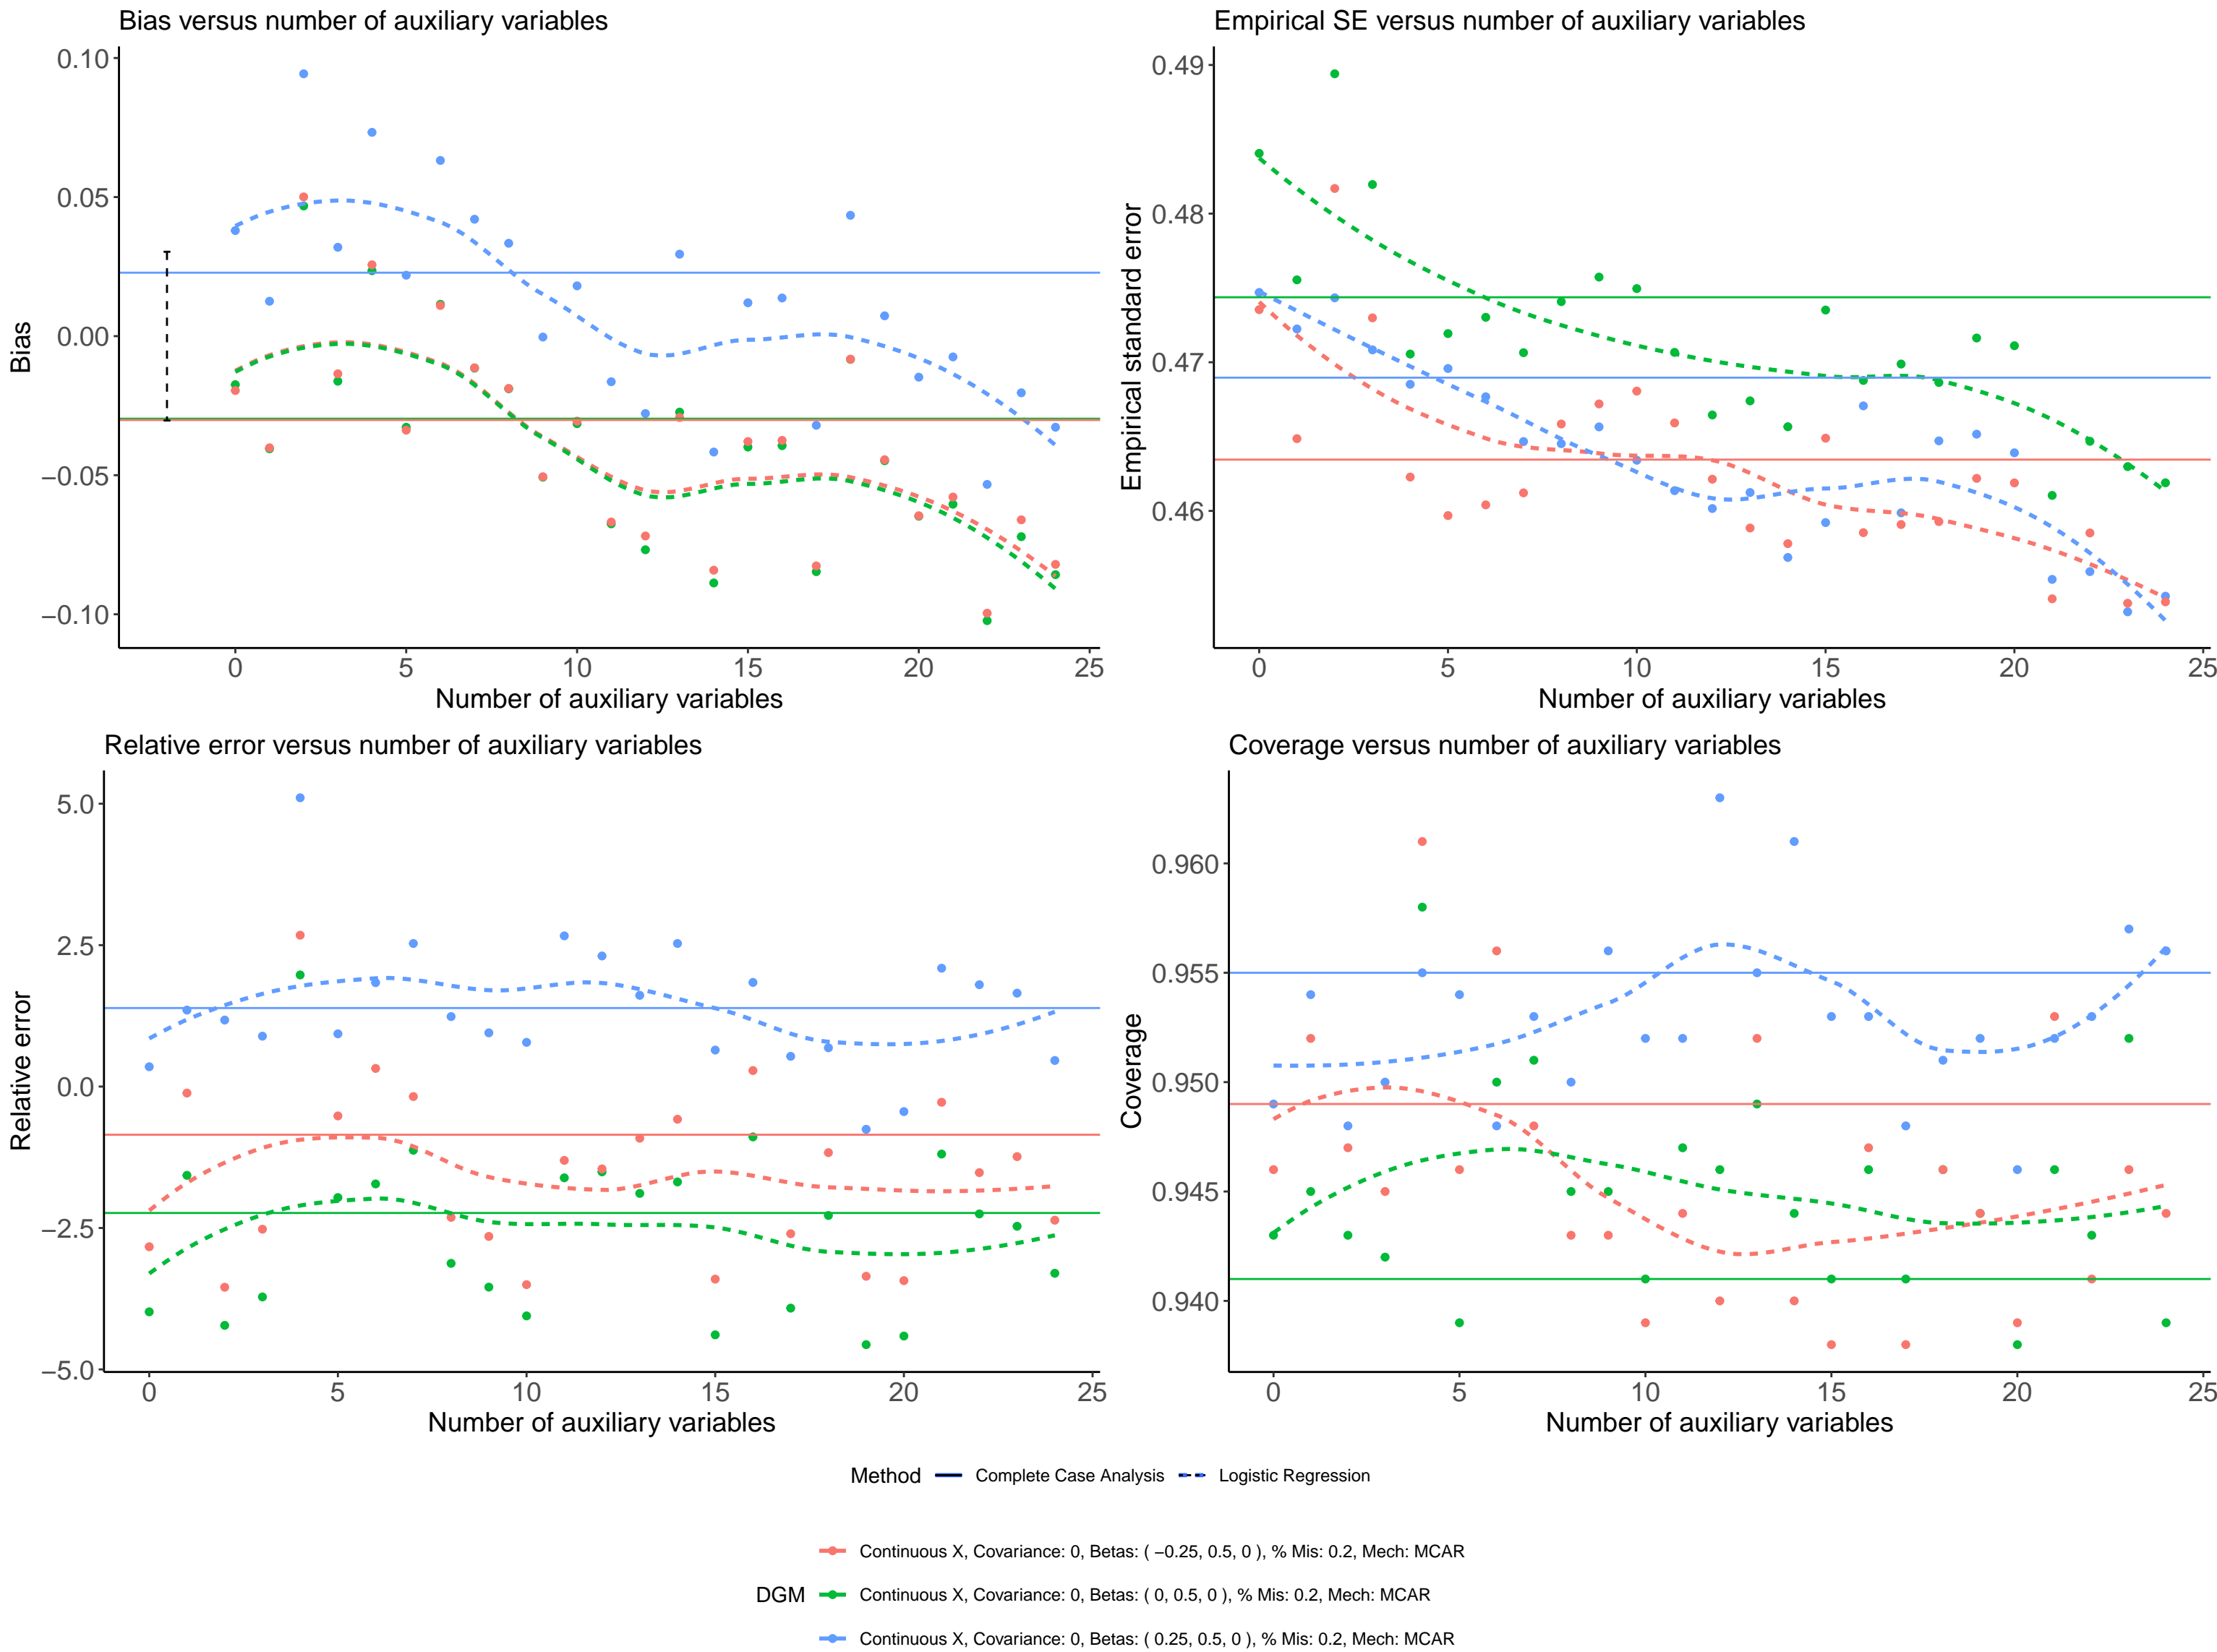 Bias versus number of auxiliary variables
0.10
0.05
0.00
−0.05
−0.10
Bias
0 5 10 15 20 25
Number of auxiliary variables
Empirical SE versus number of auxiliary variables
0.49
0.48
0.47
0.46
Empirical standard error
0 5 10 15 20 25
Number of auxiliary variables
Relative error versus number of auxiliary variables
5.0
2.5
0.0
−2.5
−5.0
Relative error
0 5 10 15 20 25
Number of auxiliary variables
Coverage versus number of auxiliary variables
0.960
0.955
0.950
0.945
0.940
Coverage
0 5 10 15 20 25
Number of auxiliary variables
Method Complete Case Analysis Logistic Regression
Continuous X, Covariance: 0, Betas: ( −0.25, 0.5, 0 ), % Mis: 0.2, Mech: MCAR
DGM Continuous X, Covariance: 0, Betas: ( 0, 0.5, 0 ), % Mis: 0.2, Mech: MCAR
Continuous X, Covariance: 0, Betas: ( 0.25, 0.5, 0 ), % Mis: 0.2, Mech: MCAR